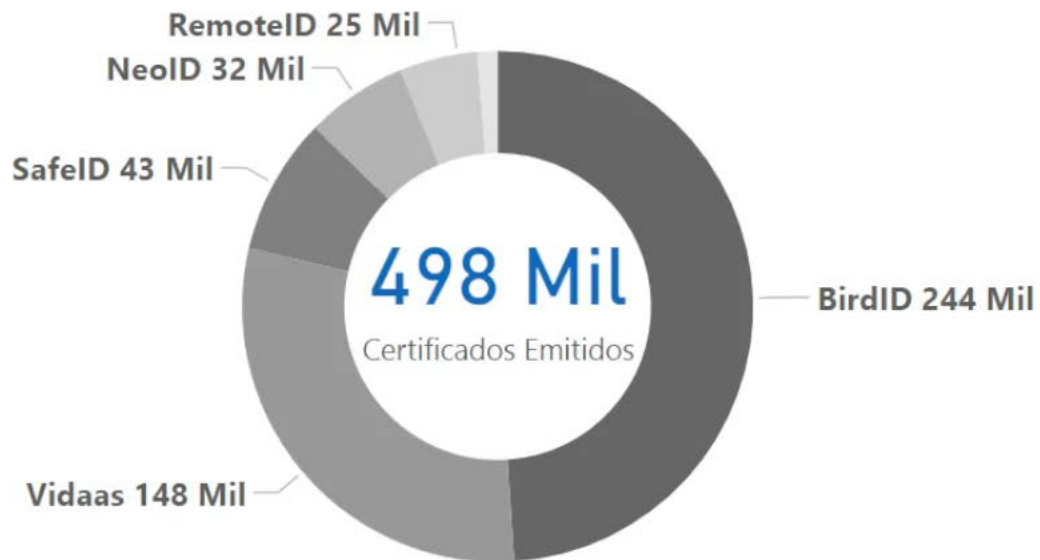 RemoteID 25 Mil
NeoID 32 Mil
SafeID 43 Mil
498 Mil
Certificados Emitidos
BirdID 244 Mil
Vidaas 148 Mil